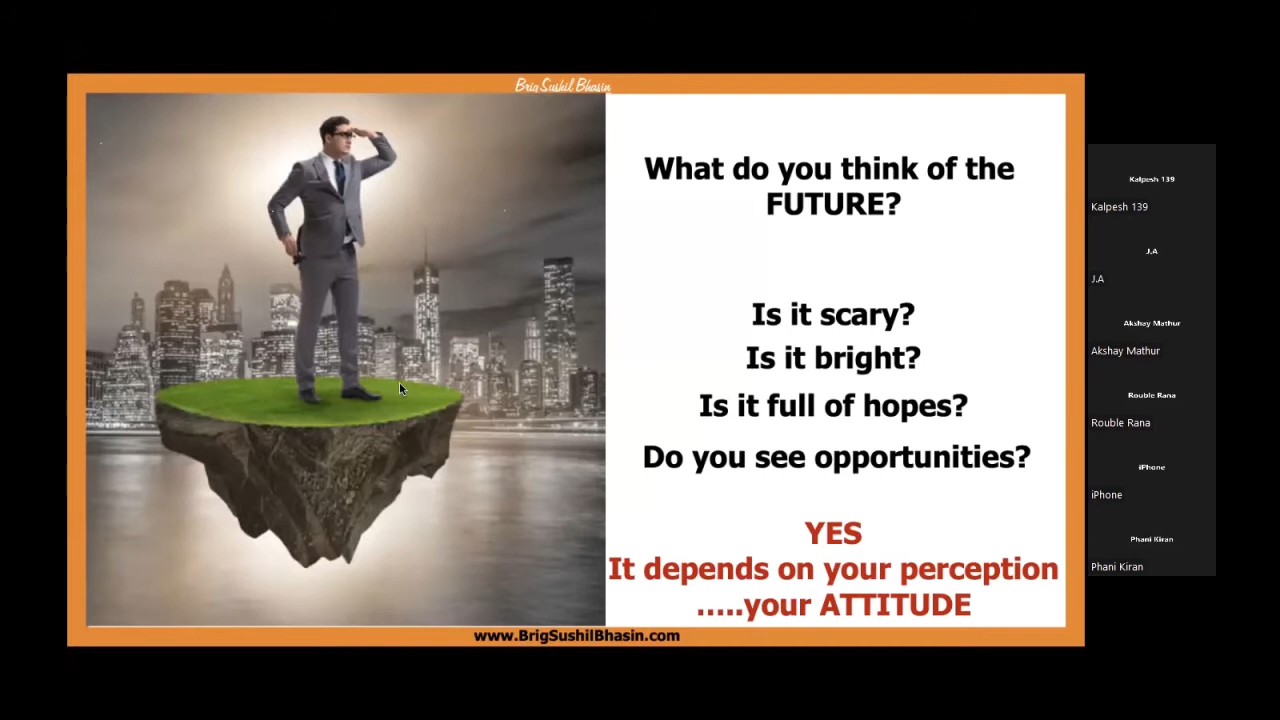 Brig Sushil Bhasin
What do you think of the
FUTURE?
Is it scary?
Is it bright?
Is it full of hopes?
Do you see opportunities?
YES
It depends on your perception
.....your ATTITUDE
www.BrigSushilBhasin.com
Kalpesh 139
Kalpesh 139
J.A
J.A
Akshay Mathur
Akshay Mathur
Rouble Rana
Rouble Rana
iPhone
iPhone
Phani Kiran
Phani Kiran